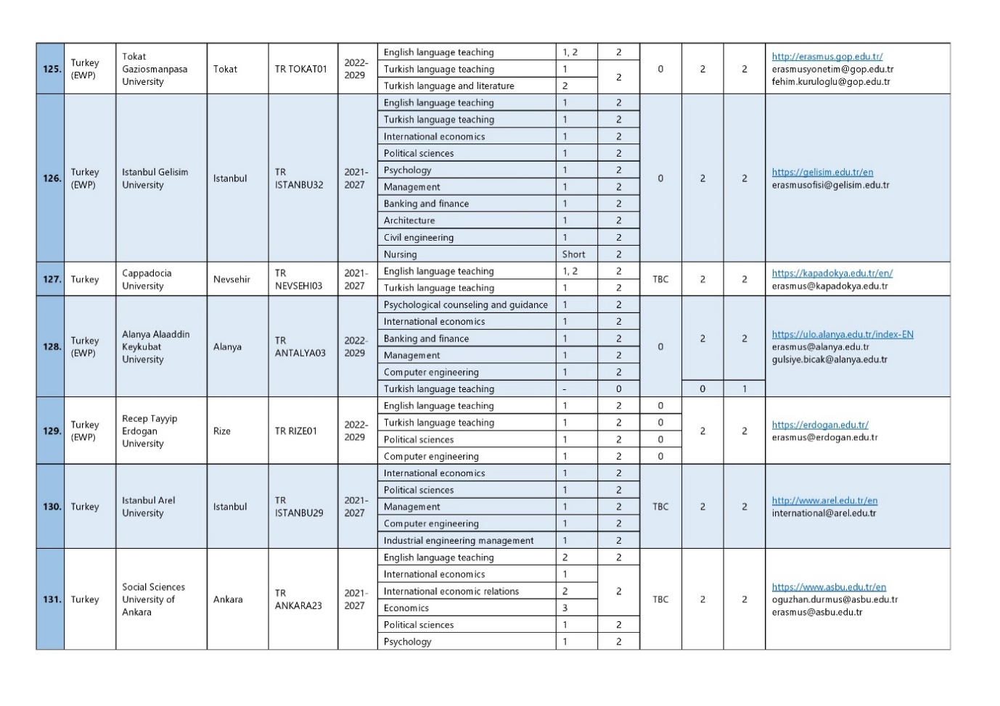 125. Turkey (EWP) Tokat Gaziosmanpasa University Tokat TR TOKAT01 2022-2029 English language teaching 1, 2 2 0 2 2 http://erasmus.gop.edu.tr/ erasmusyonetim@gop.edu.tr fehim.kuruloglu@gop.edu.tr
Turkish language teaching 1 2
Turkish language and literature 2
126. Turkey (EWP) Istanbul Gelisim University Istanbul TR ISTANBU32 2021-2027 English language teaching 1 2 0 2 2 https://gelisim.edu.tr/en erasmusofisi@gelisim.edu.tr
Turkish language teaching 1 2
International economics 1 2
Political sciences 1 2
Psychology 1 2
Management 1 2
Banking and finance 1 2
Architecture 1 2
Civil engineering 1 2
Nursing Short 2
127. Turkey Cappadocia University Nevsehir TR NEVSEHI03 2021-2027 English language teaching 1, 2 2 TBC 2 2 https://kapadokya.edu.tr/en/ erasmus@kapadokya.edu.tr
Turkish language teaching 1 2
128. Turkey (EWP) Alanya Alaaddin Keykubat University Alanya TR ANTALYA03 2022-2029 Psychological counseling and guidance 1 2 0 2 2 https://ulo.alanya.edu.tr/index-EN erasmus@alanya.edu.tr gulsiye.bicak@alanya.edu.tr
International economics 1 2
Banking and finance 1 2
Management 1 2
Computer engineering 1 2
Turkish language teaching - 0 0 1
129. Turkey (EWP) Recep Tayyip Erdogan University Rize TR RIZE01 2022-2029 English language teaching 1 2 0 2 2 https://erdogan.edu.tr/ erasmus@erdogan.edu.tr
Turkish language teaching 1 2 0
Political sciences 1 2 0
Computer engineering 1 2 0
130. Turkey Istanbul Arel University Istanbul TR ISTANBU29 2021-2027 International economics 1 2 TBC 2 2 http://www.arel.edu.tr/en international@arel.edu.tr
Political sciences 1 2
Management 1 2
Computer engineering 1 2
Industrial engineering management 1 2
131. Turkey Social Sciences University of Ankara Ankara TR ANKARA23 2021-2027 English language teaching 2 2 TBC 2 2 https://www.asbu.edu.tr/en oguzhan.durmus@asbu.edu.tr erasmus@asbu.edu.tr
International economics 1 2
International economic relations 2
Economics 3
Political sciences 1 2
Psychology 1 2